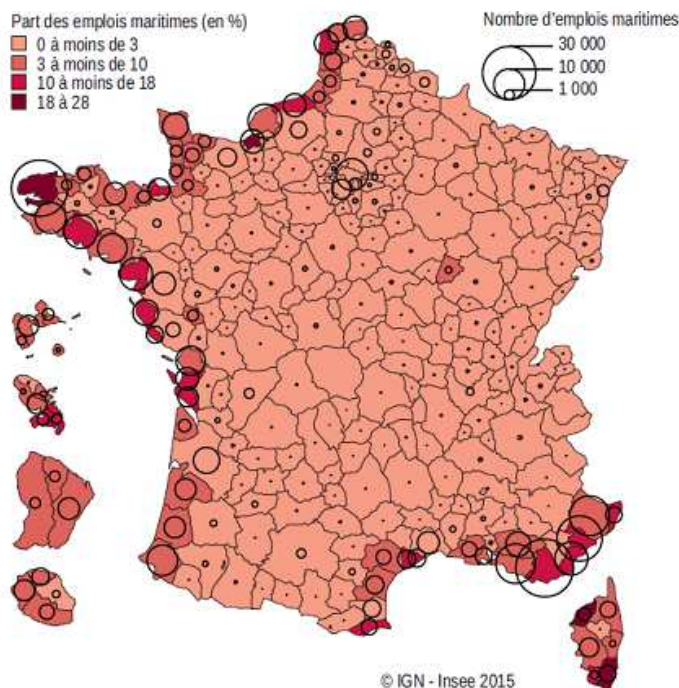 Part des emplois maritimes (en %)
0 à moins de 3
3 à moins de 10
10 à moins de 18
18 à 28
Nombre d'emplois maritimes
30 000
10 000
1 000
© IGN - Insee 2015